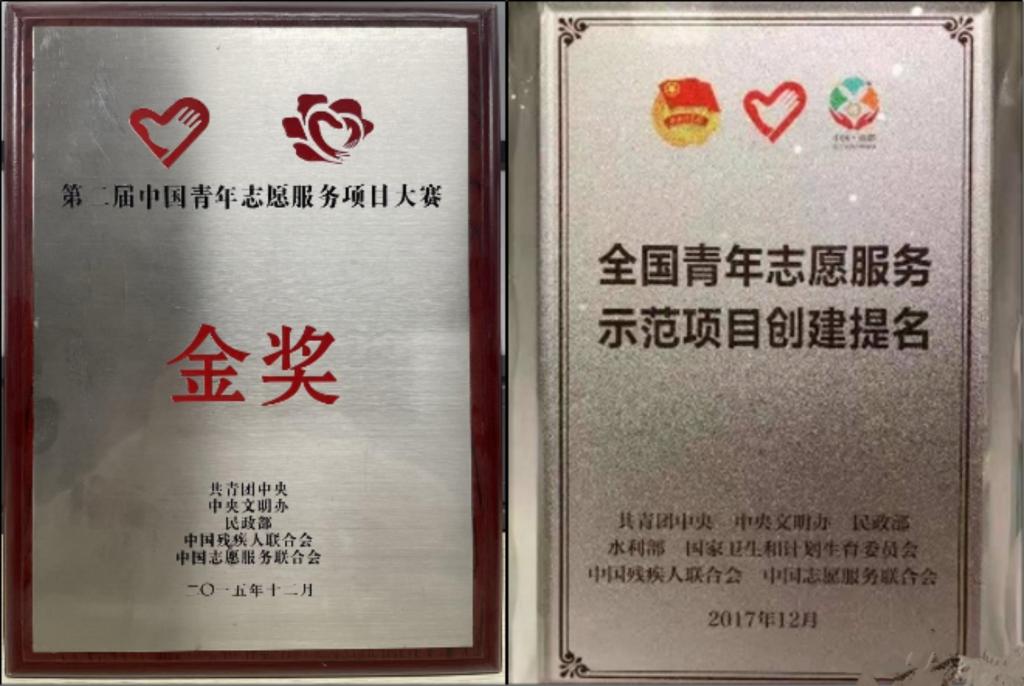 第二届中国青年志愿服务项目大赛
金奖
共青团中央
中央文明办
民政部
中国残疾人联合会
中国志愿服务联合会
二〇一五年十二月
全国青年志愿服务
示范项目创建提名
共青团中央 中央文明办 民政部
水利部 国家卫生和计划生育委员会
中国残疾人联合会 中国志愿服务联合会
2017年12月